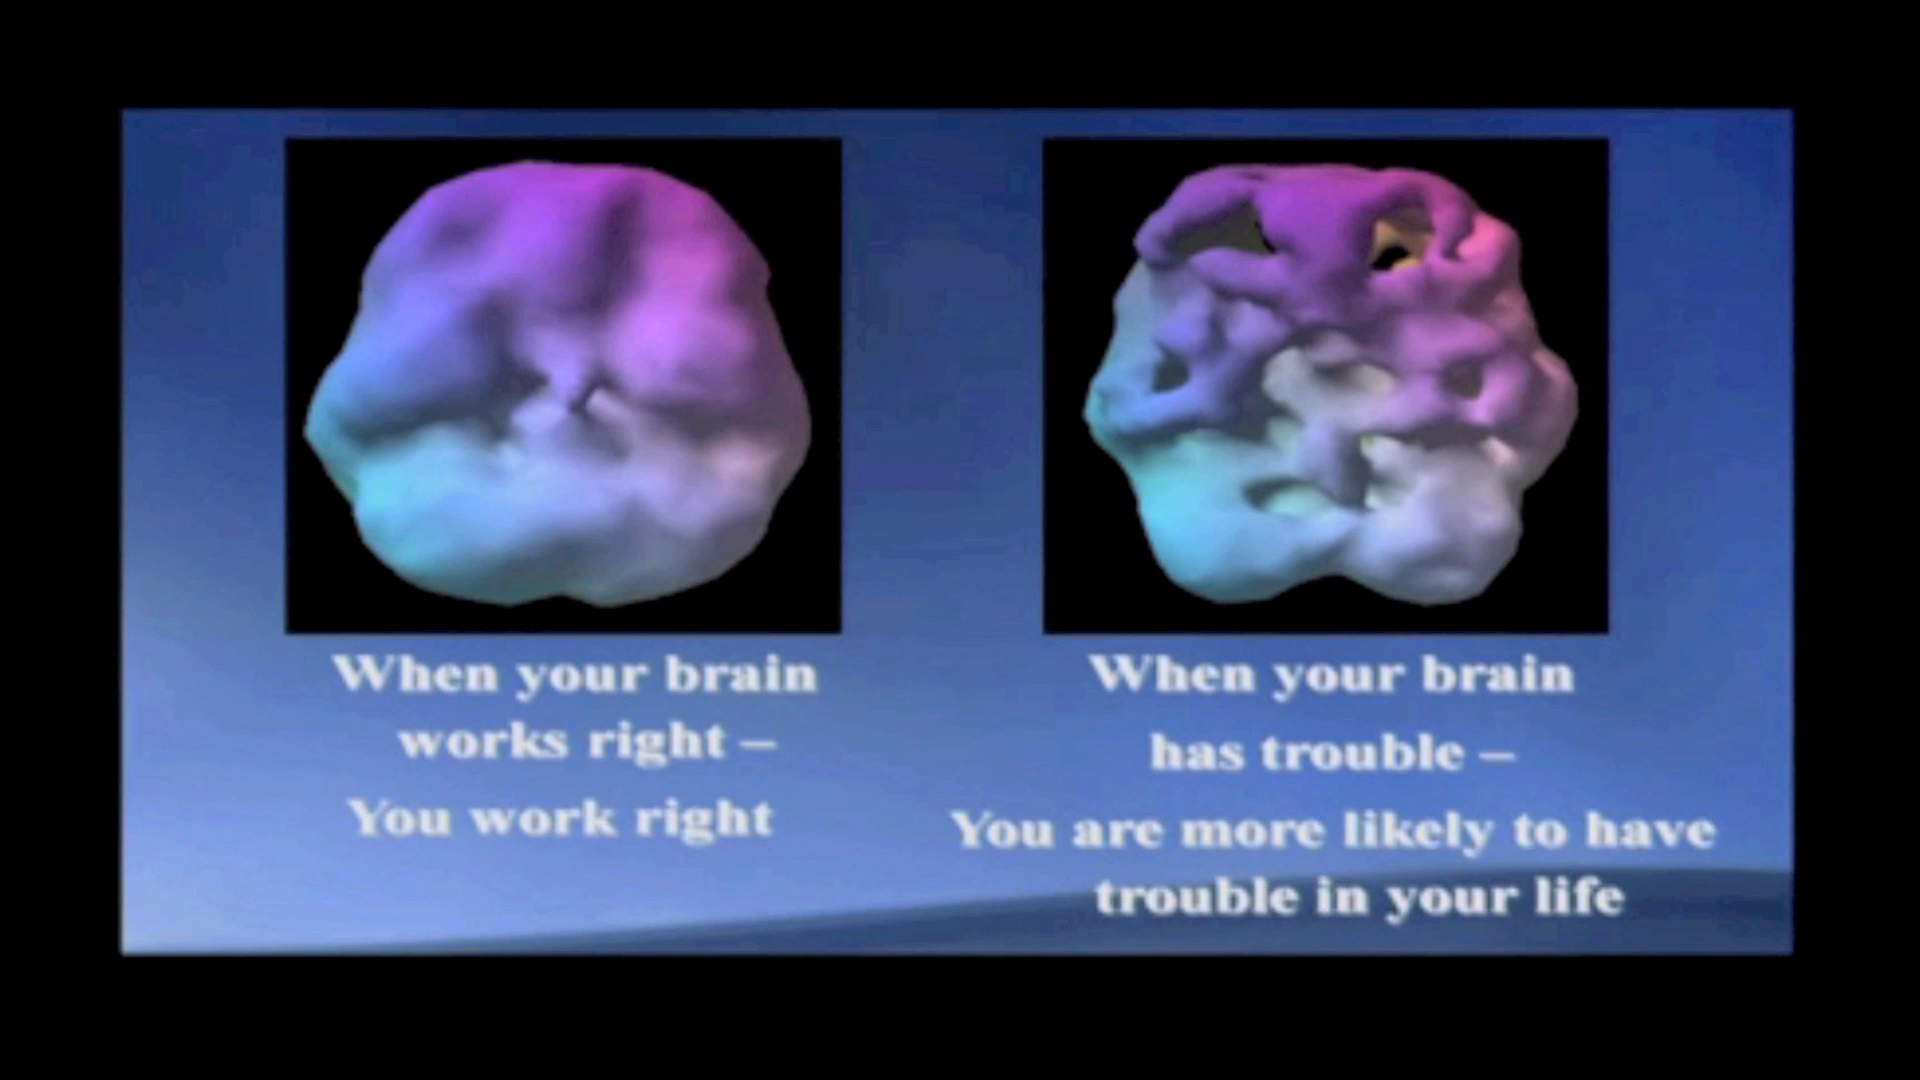 When your brain
works right –
You work right
When your brain
has trouble –
You are more likely to have
trouble in your life